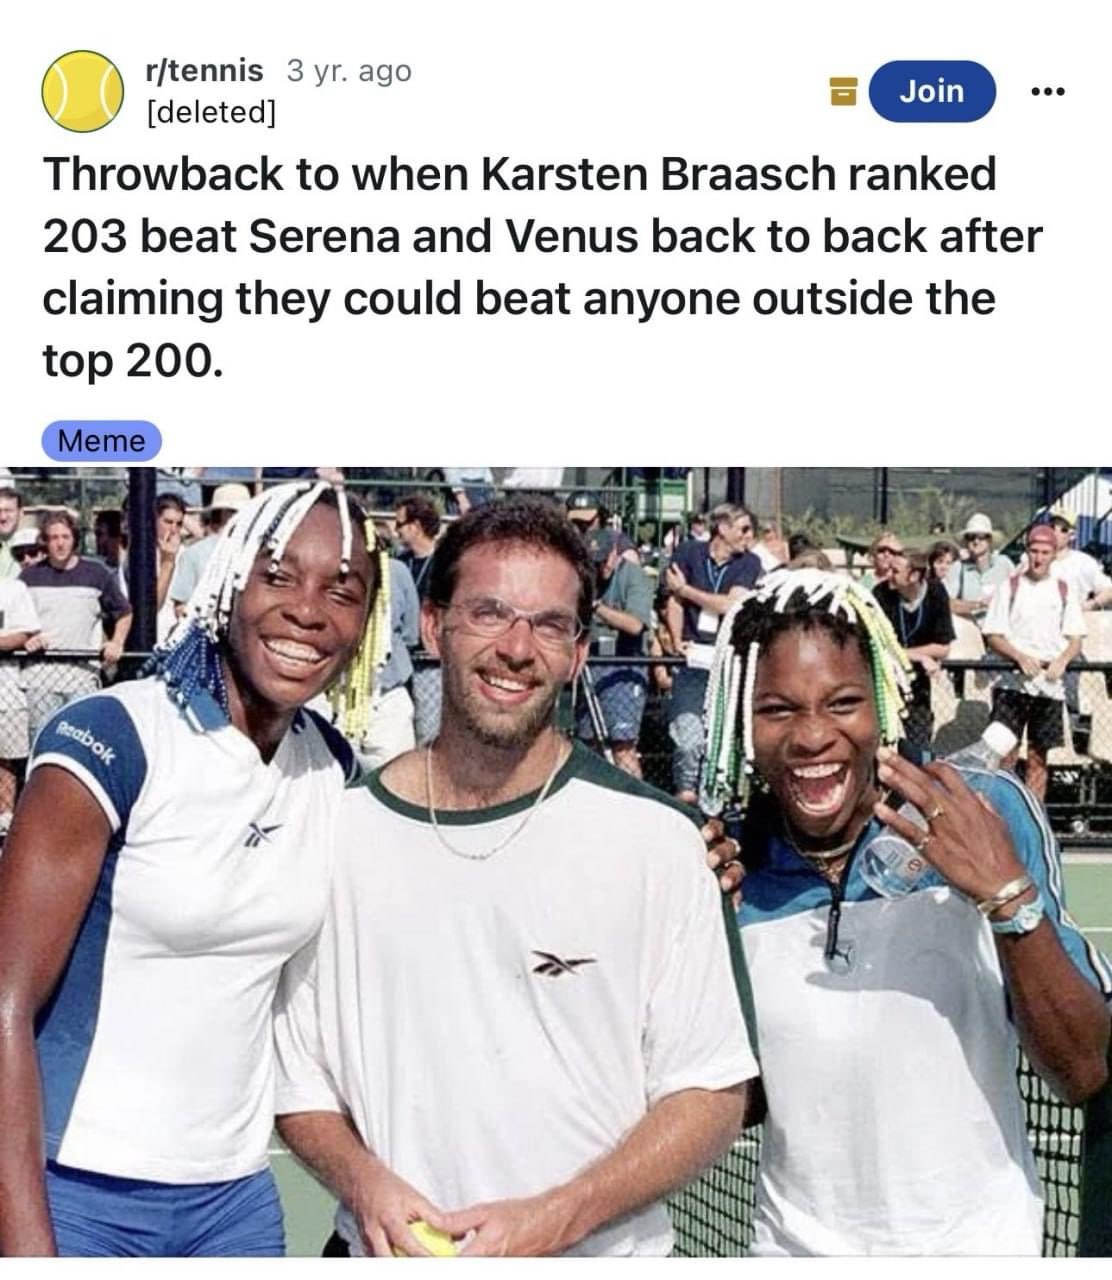 r/tennis 3 yr. ago
[deleted]
Join
Throwback to when Karsten Braasch ranked
203 beat Serena and Venus back to back after
claiming they could beat anyone outside the
top 200.
Meme
Reebok